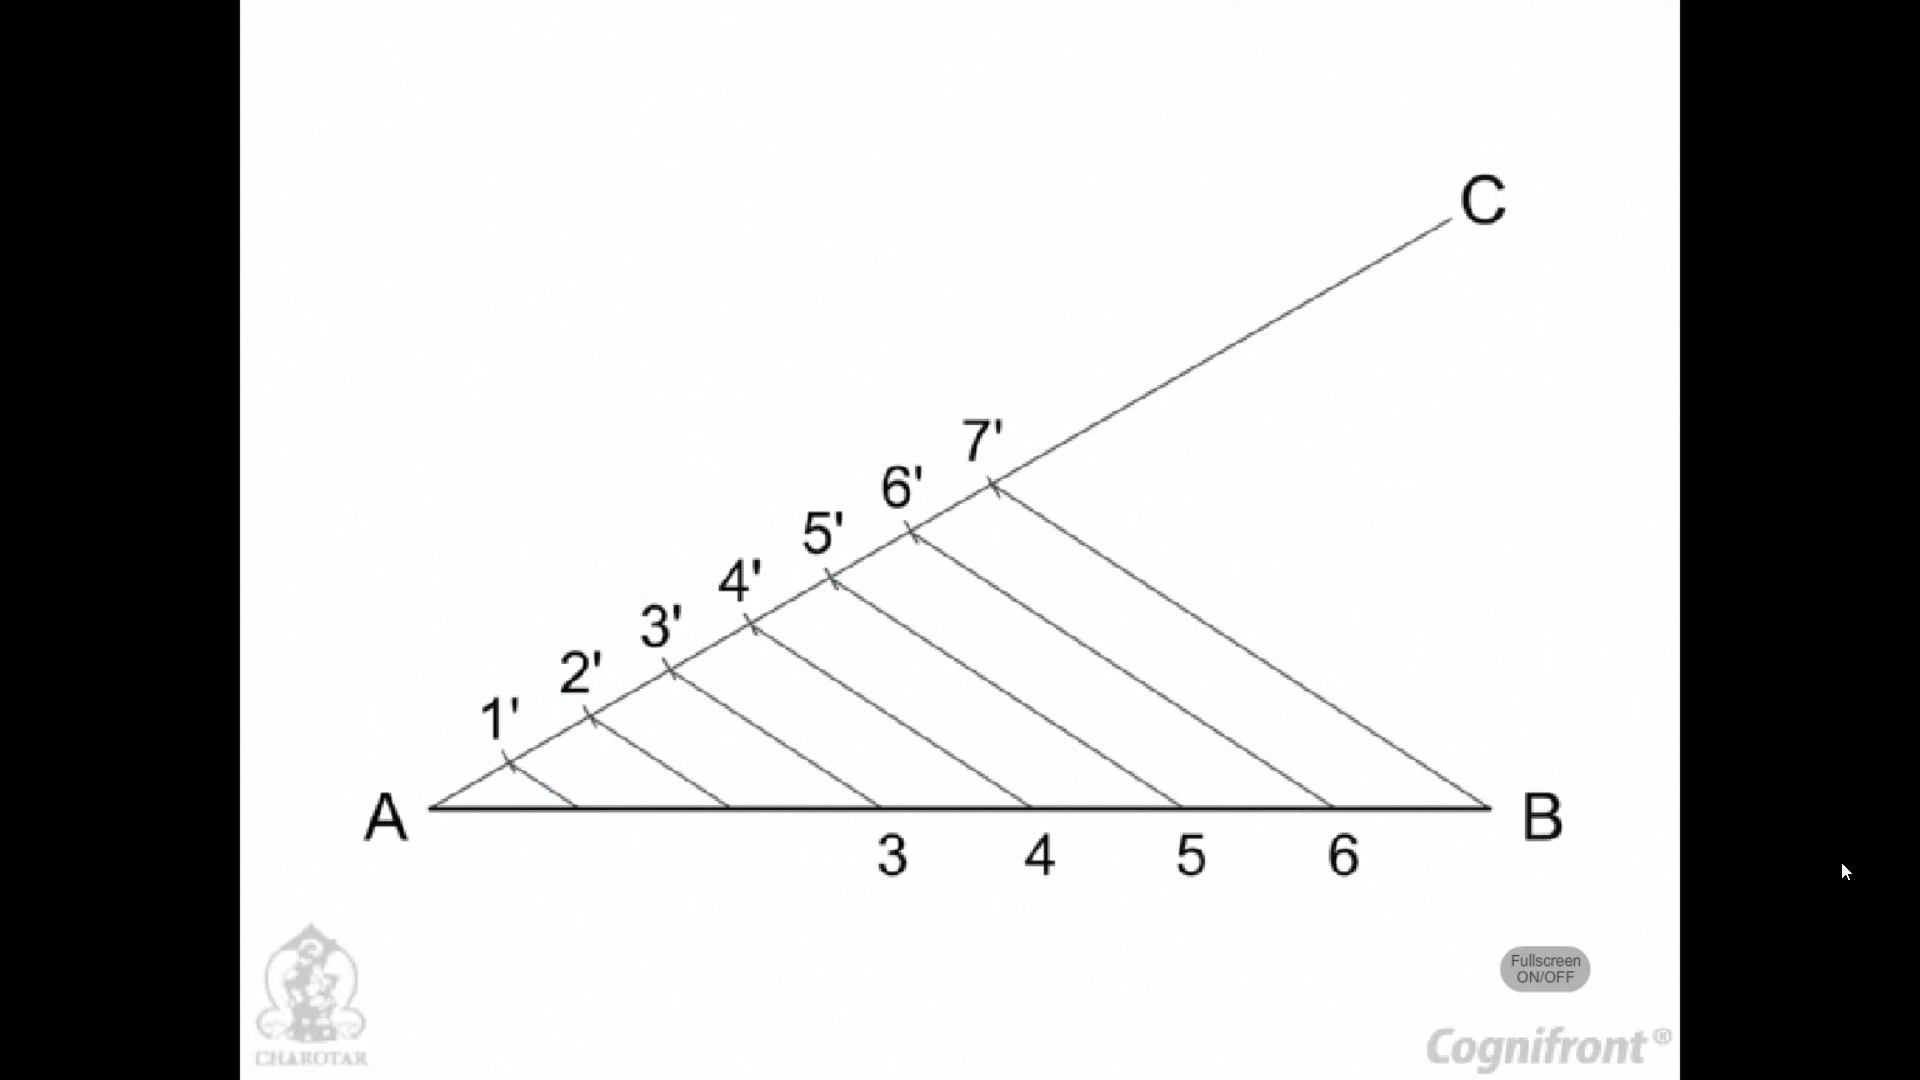 C
7'
6'
5'
4'
3'
2'
1'
A
B
3 4 5 6
Fullscreen
ON/OFF
CHAROTAR
Cognifront®